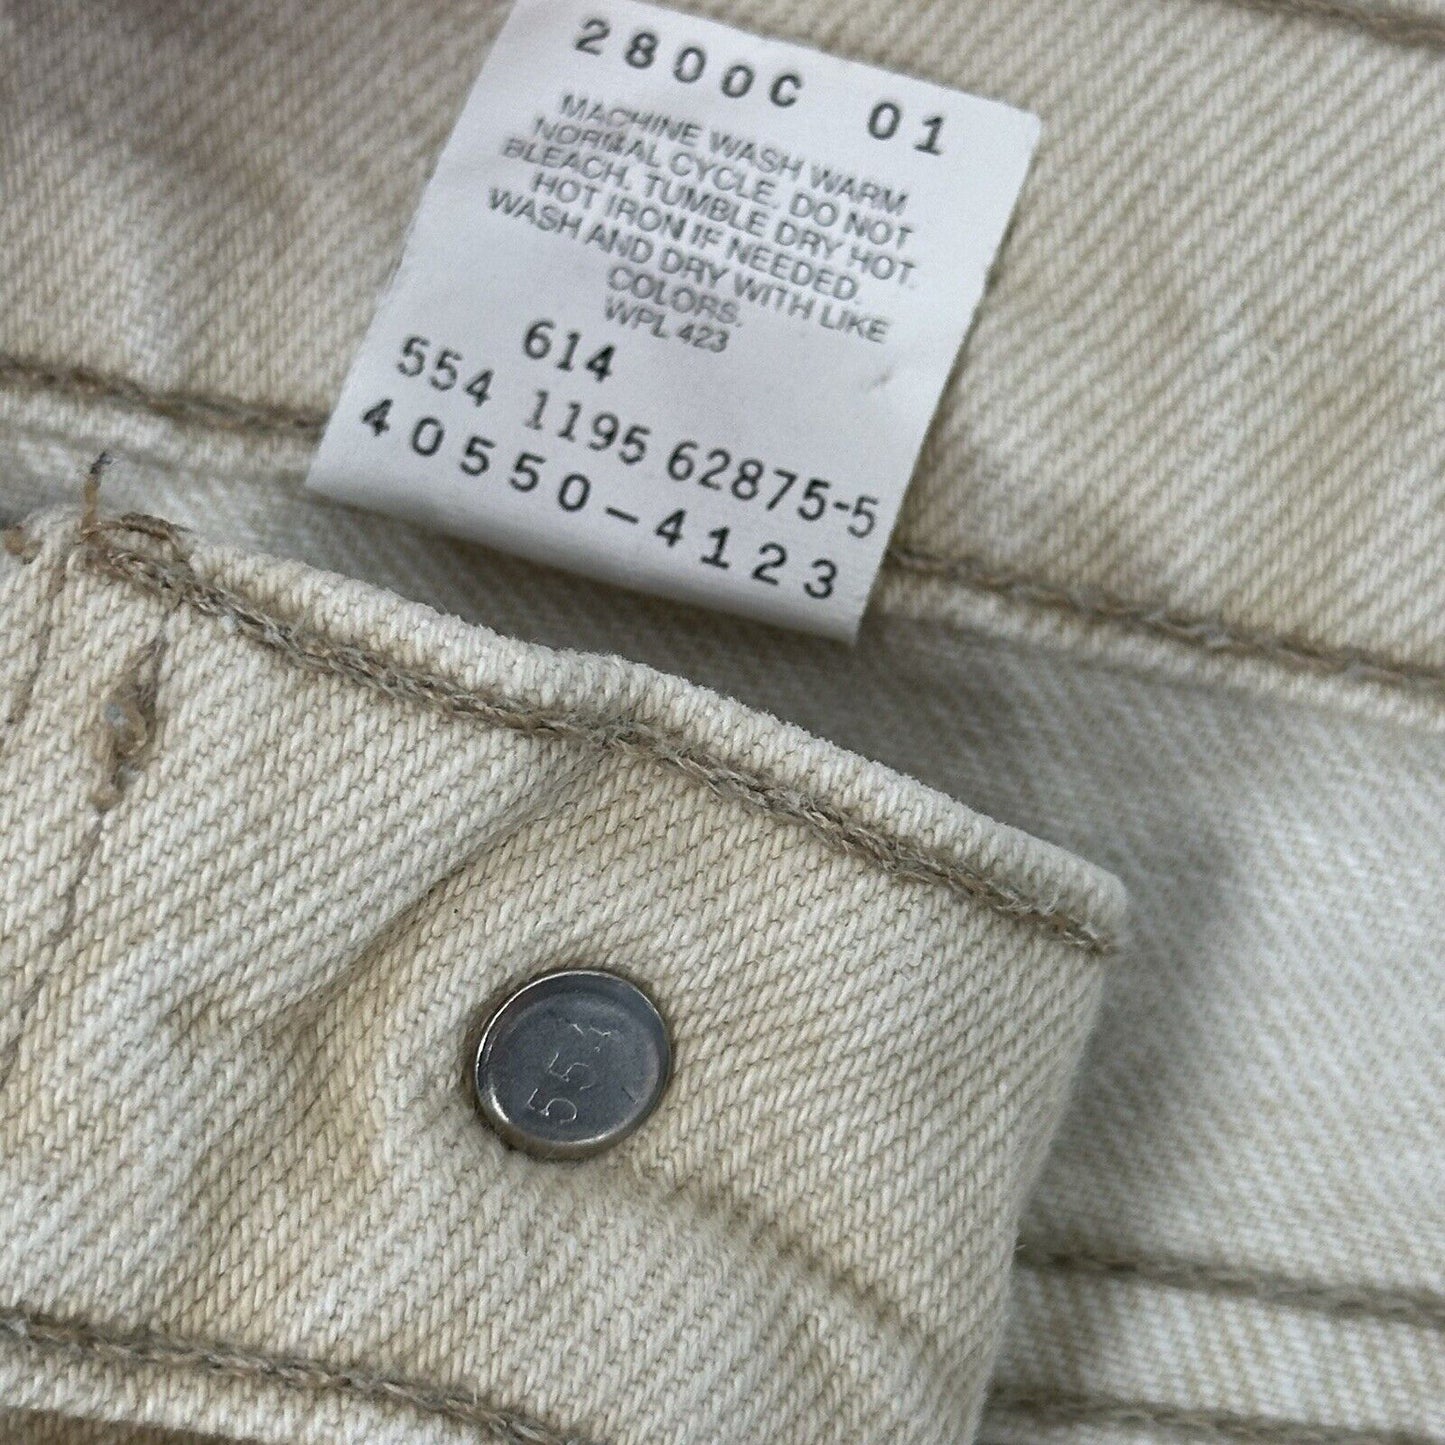 2800C 01
MACHINE WASH WARM
NORMAL CYCLE. DO NOT
BLEACH. TUMBLE DRY HOT.
HOT IRON IF NEEDED.
WASH AND DRY WITH LIKE
COLORS.
WPL 423
614
554 1195 62875-5
40550-4123
554